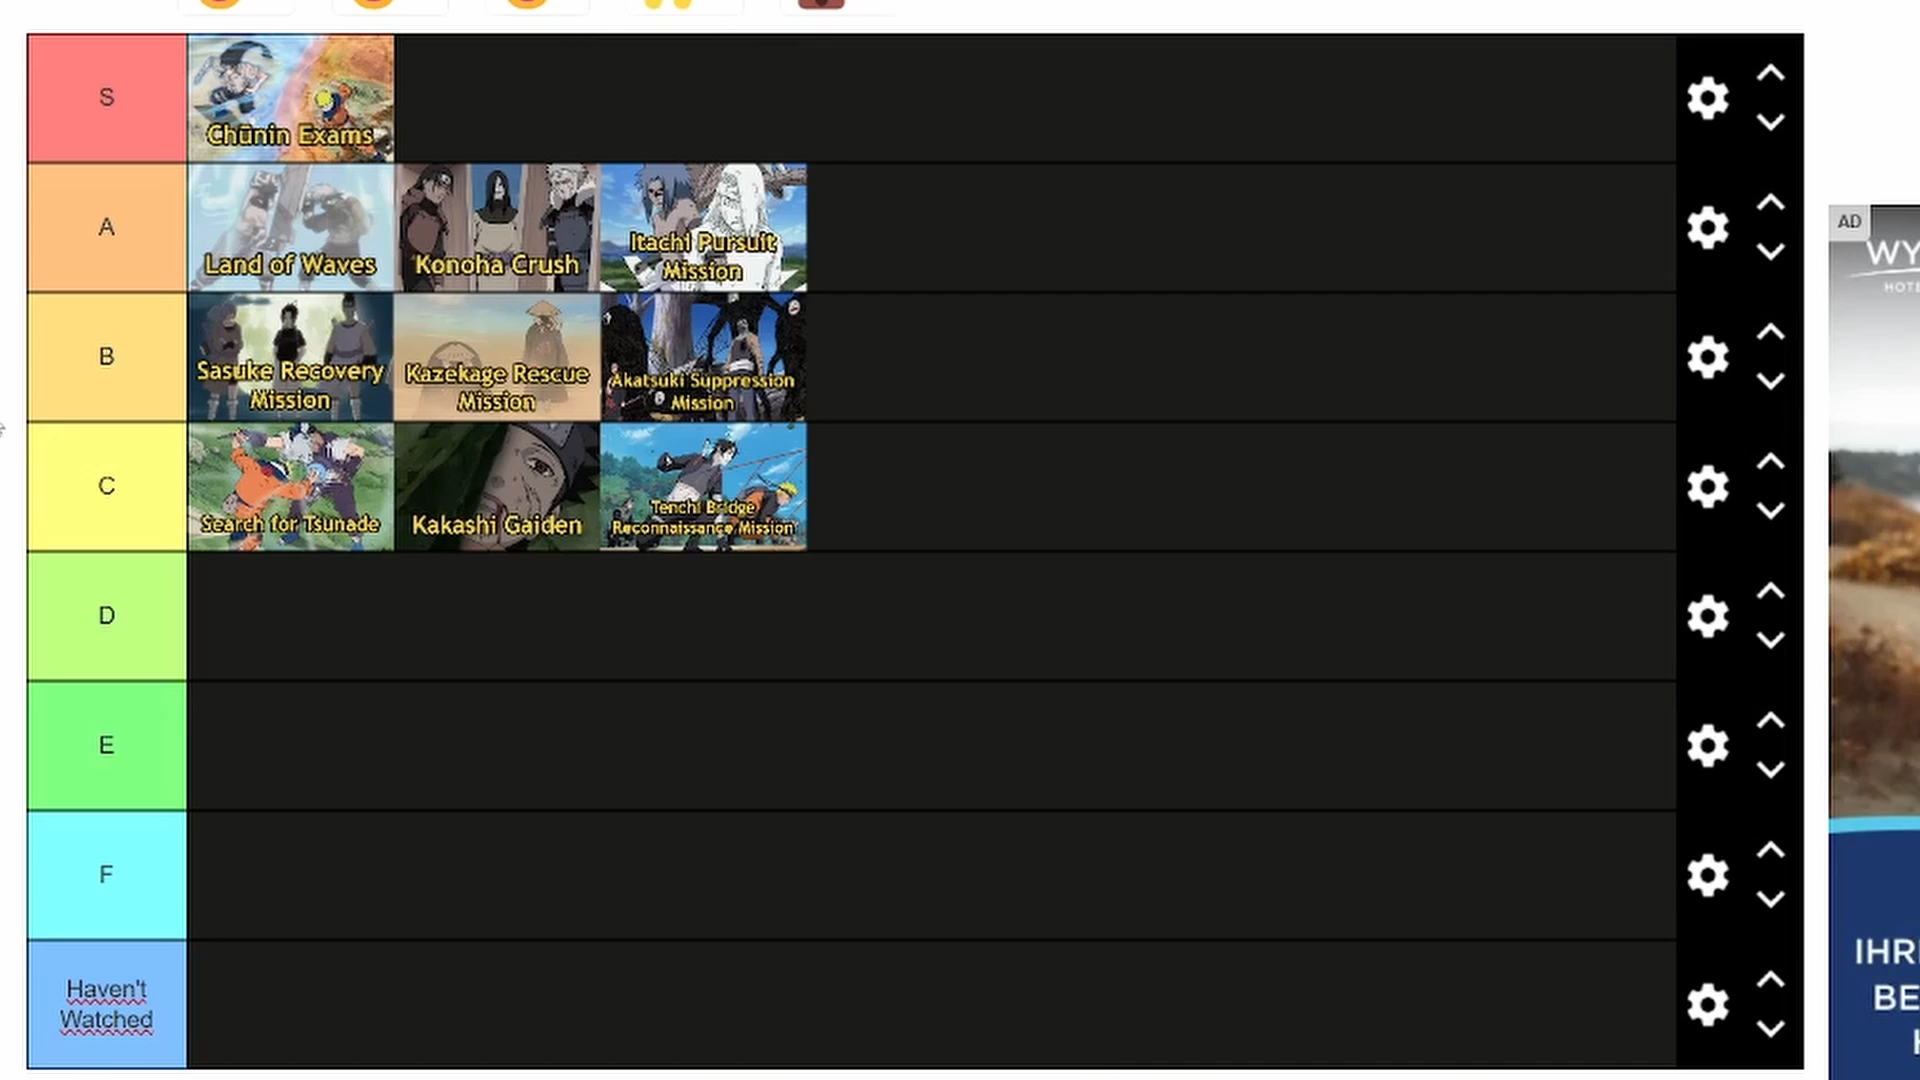 S
Chūnin Exams
A
Land of Waves
Konoha Crush
Itachi Pursuit
Mission
B
Sasuke Recovery
Mission
Kazekage Rescue
Mission
Akatsuki Suppression
Mission
C
Search for Tsunade
Kakashi Gaiden
Tenchi Bridge
Reconnaissance Mission
D
E
F
Haven't
Watched
AD
WY
HOTE
IHR
BE